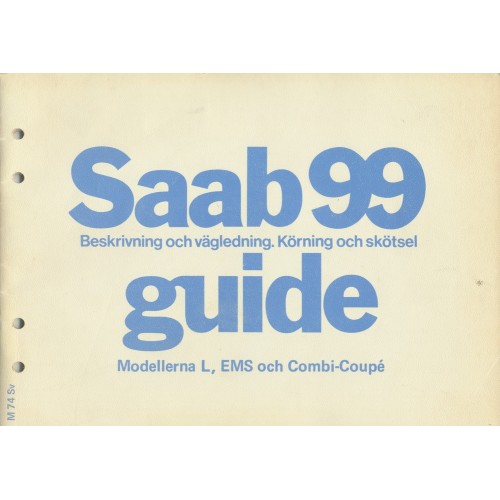 Saab 99
Beskrivning och vägledning. Körning och skötsel
guide
Modellerna L, EMS och Combi-Coupé
M 74 Sv